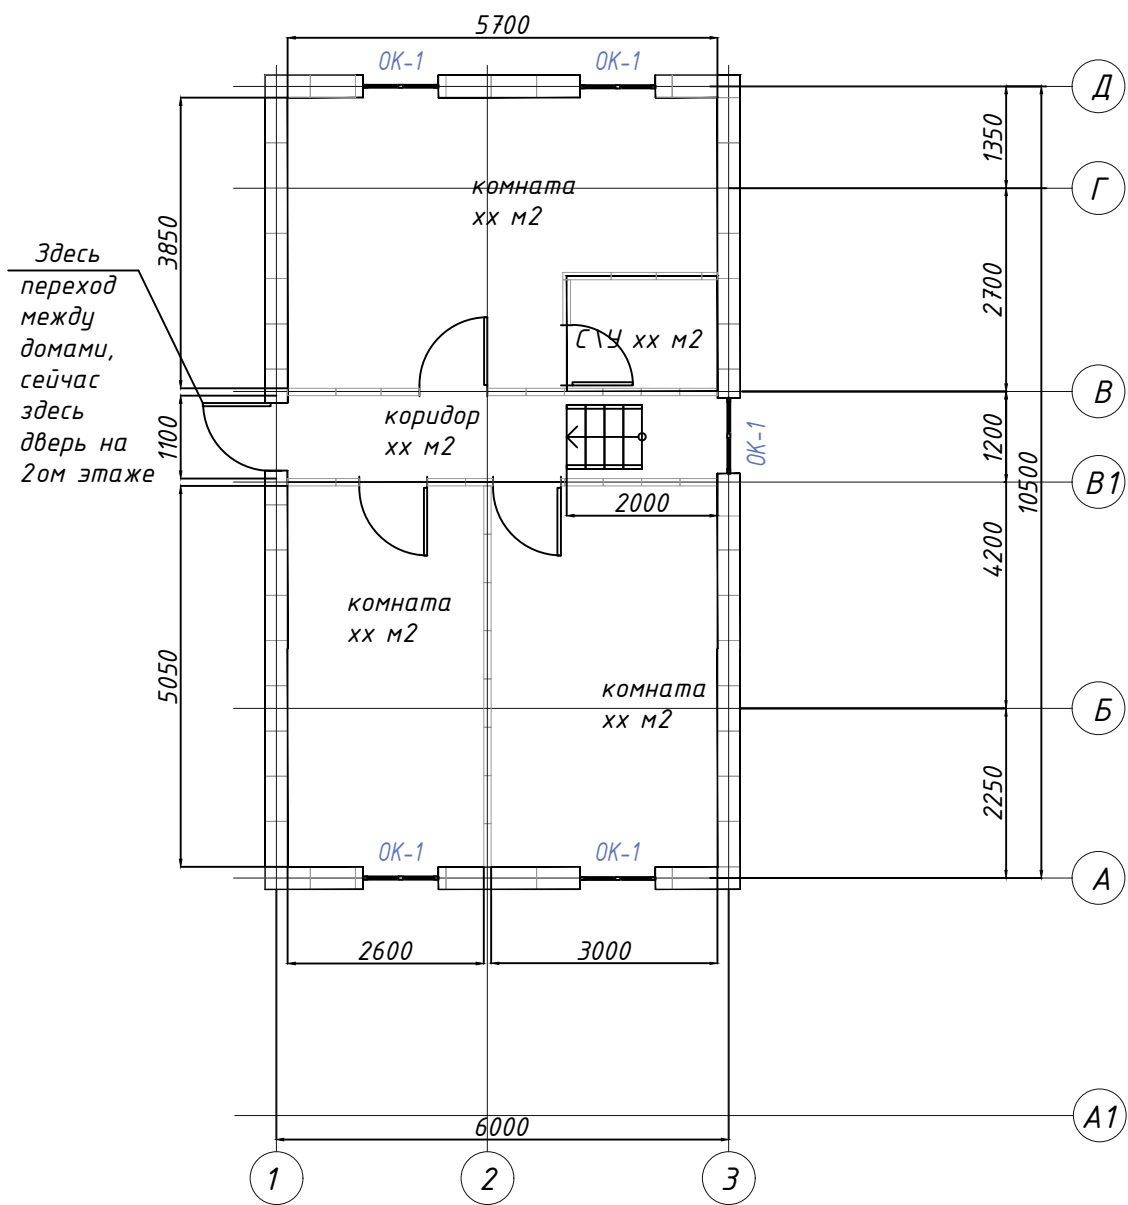 5700
ОК-1
ОК-1
Д
1350
Г
комната
хх м2
3850
2700
Здесь
переход
между
домами,
сейчас
здесь
дверь на
2ом этаже
С\У хх м2
В
коридор
хх м2
1100
ОК-1
1200
10500
В1
2000
4200
комната
хх м2
5050
комната
хх м2
Б
2250
ОК-1
ОК-1
А
2600
3000
А1
6000
1
2
3